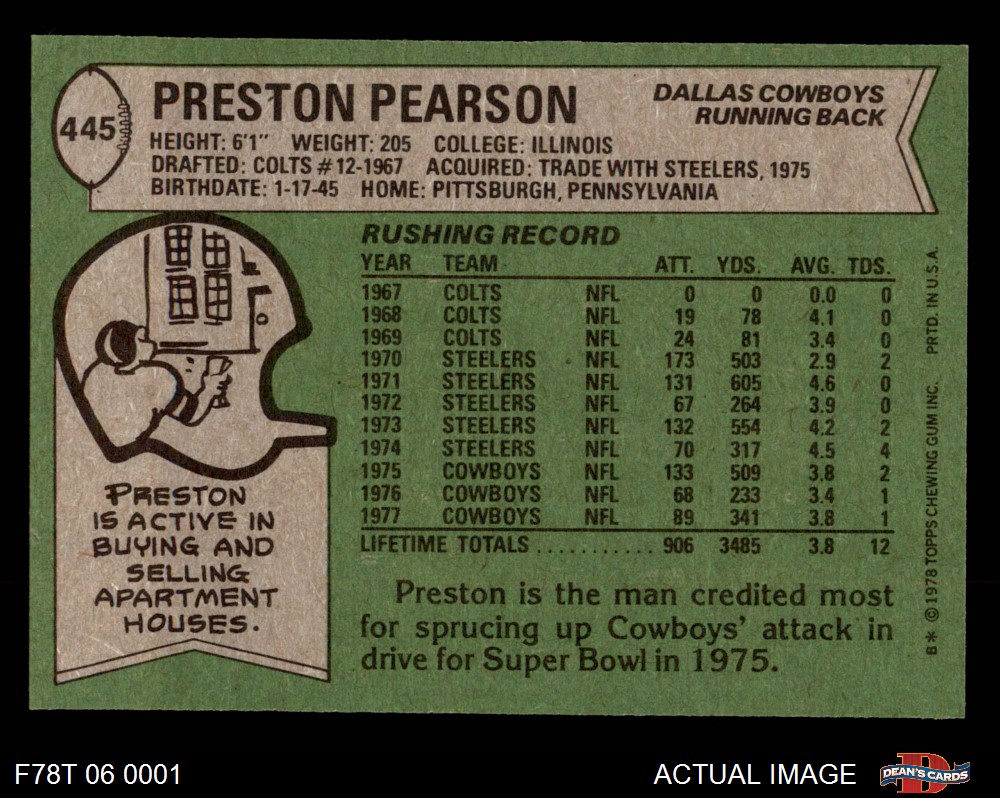 445
PRESTON PEARSON
DALLAS COWBOYS
RUNNING BACK
HEIGHT: 6'1" WEIGHT: 205 COLLEGE: ILLINOIS
DRAFTED: COLTS #12-1967 ACQUIRED: TRADE WITH STEELERS, 1975
BIRTHDATE: 1-17-45 HOME: PITTSBURGH, PENNSYLVANIA
RUSHING RECORD
YEAR TEAM ATT. YDS. AVG. TDS.
1967 COLTS NFL 0 0 0.0 0
1968 COLTS NFL 19 78 4.1 0
1969 COLTS NFL 24 81 3.4 0
1970 STEELERS NFL 173 503 2.9 2
1971 STEELERS NFL 131 605 4.6 0
1972 STEELERS NFL 67 264 3.9 0
1973 STEELERS NFL 132 554 4.2 2
1974 STEELERS NFL 70 317 4.5 4
1975 COWBOYS NFL 133 509 3.8 2
1976 COWBOYS NFL 68 233 3.4 1
1977 COWBOYS NFL 89 341 3.8 1
LIFETIME TOTALS ........... 906 3485 3.8 12
Preston is the man credited most
for sprucing up Cowboys' attack in
drive for Super Bowl in 1975.
PRESTON
IS ACTIVE IN
BUYING AND
SELLING
APARTMENT
HOUSES.
B* © 1978 TOPPS CHEWING GUM INC. PRTD. IN U.S.A.
F78T 06 0001
ACTUAL IMAGE
D
DEAN'S CARDS